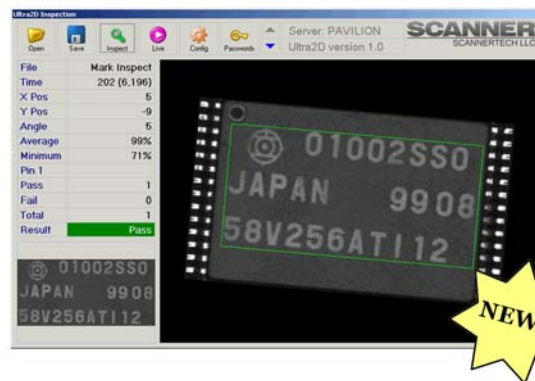 Ultra2D Inspection
Open Save Inspect Live Config Passwords
Server: PAVILION
Ultra2D version 1.0
SCANNER
SCANNERTECH LLC
File Mark Inspect
Time 202 (6,196)
X Pos 5
Y Pos -9
Angle 5
Average 99%
Minimum 71%
Pin 1
Pass 1
Fail 0
Total 1
Result Pass
01002SS0
JAPAN 9908
58V256ATI12
01002SS0
JAPAN 9908
58V256ATI12
NEW